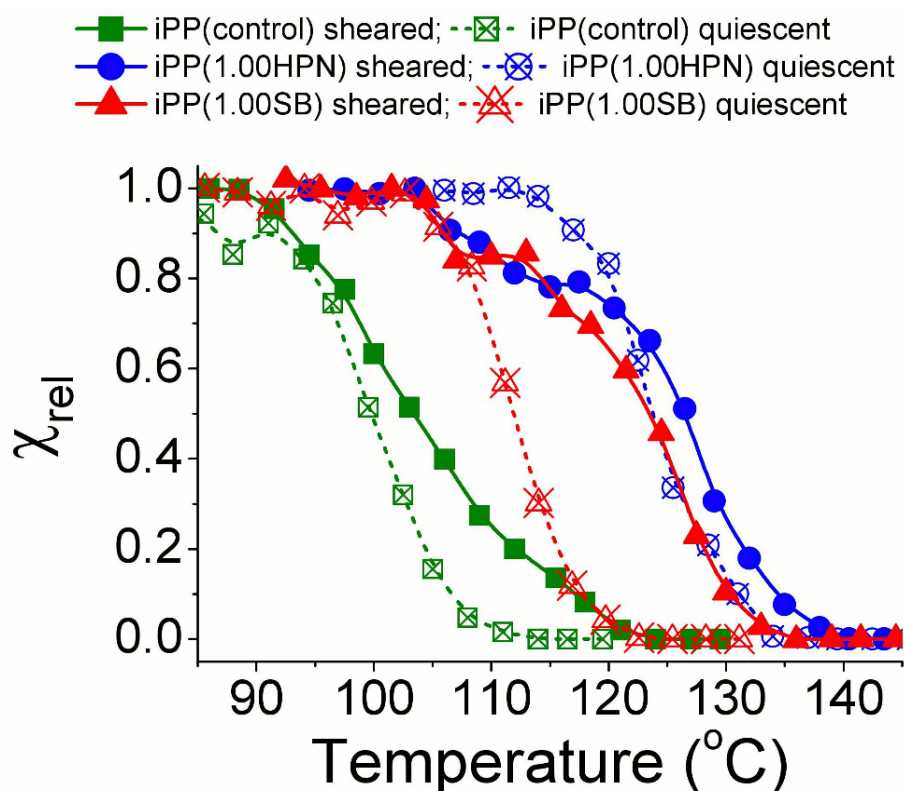 iPP(control) sheared; iPP(control) quiescent
iPP(1.00HPN) sheared; iPP(1.00HPN) quiescent
iPP(1.00SB) sheared; iPP(1.00SB) quiescent
1.0
0.8
0.6
0.4
0.2
0.0
χrel
90 100 110 120 130 140
Temperature (°C)